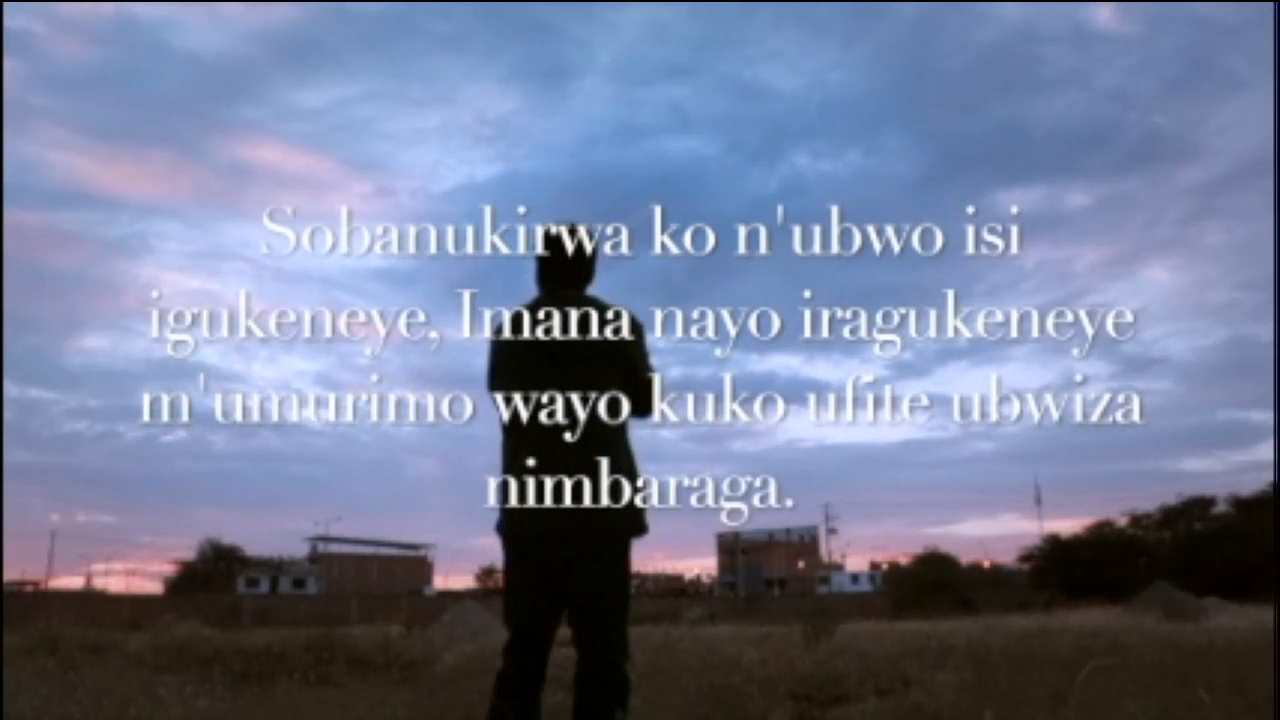 Sobanukirwa ko n'ubwo isi
igukeneye, Imana nayo iragukeneye
m'umurimo wayo kuko ufite ubwiza
nimbaraga.